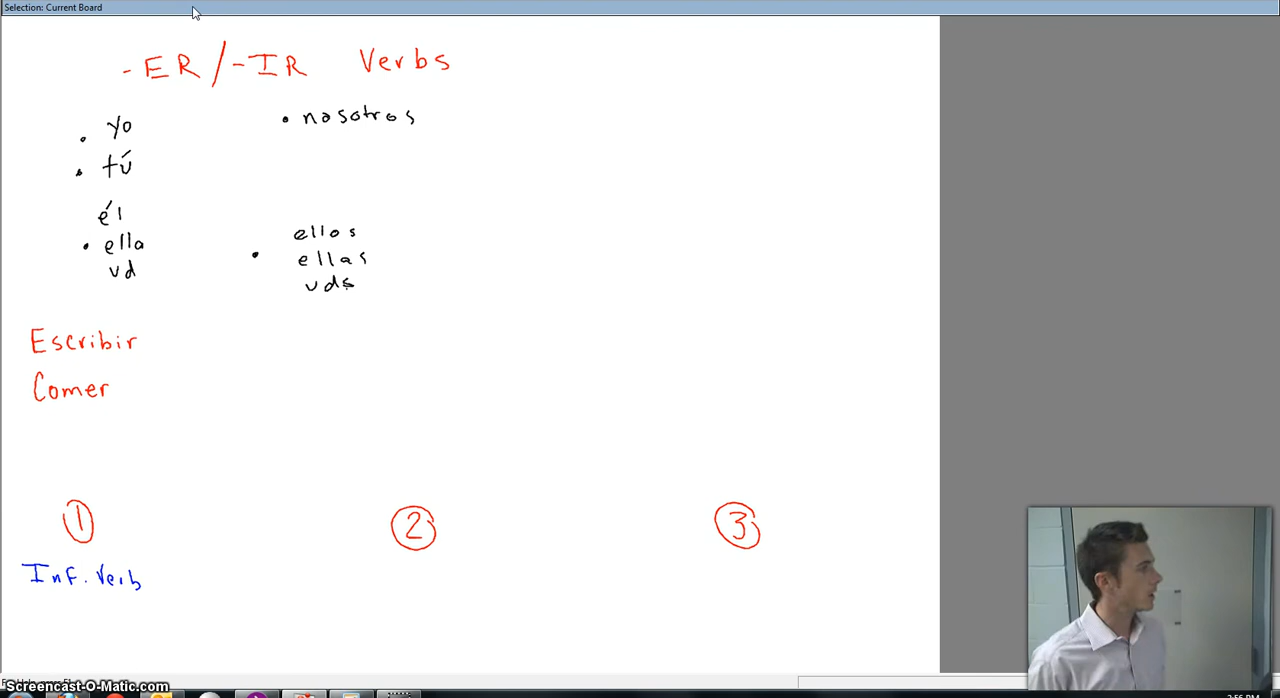 Selection: Current Board
-ER/-IR Verbs
yo
nosotros
tú
él
ella
vd
ellos
ellas
vds
Escribir
Comer
1
2
3
Inf. Verb
Screencast-O-Matic.com